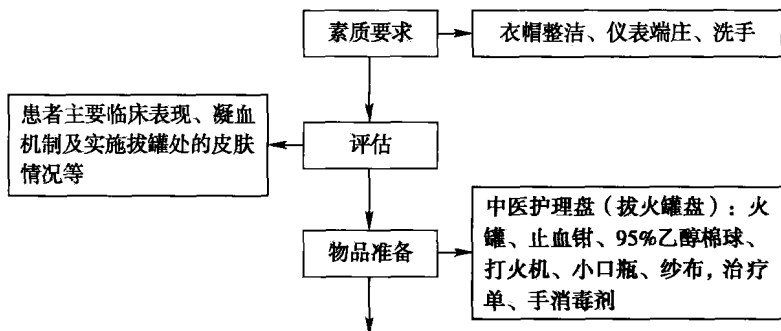 素质要求
衣帽整洁、仪表端庄、洗手
患者主要临床表现、凝血
机制及实施拔罐处的皮肤
情况等
评估
物品准备
中医护理盘（拔火罐盘）：火
罐、止血钳、95%乙醇棉球、
打火机、小口瓶、纱布，治疗
单、手消毒剂